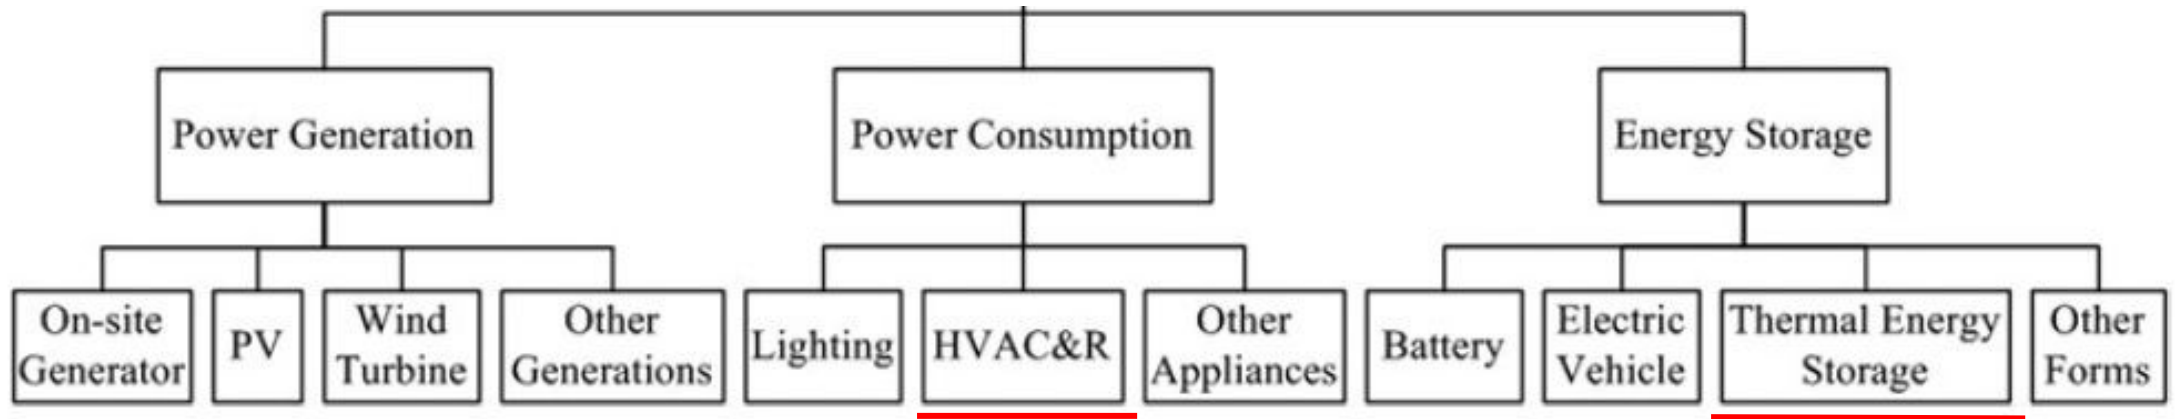 Power Generation
Power Consumption
Energy Storage
On-site
Generator
PV
Wind
Turbine
Other
Generations
Lighting
HVAC&R
Other
Appliances
Battery
Electric
Vehicle
Thermal Energy
Storage
Other
Forms